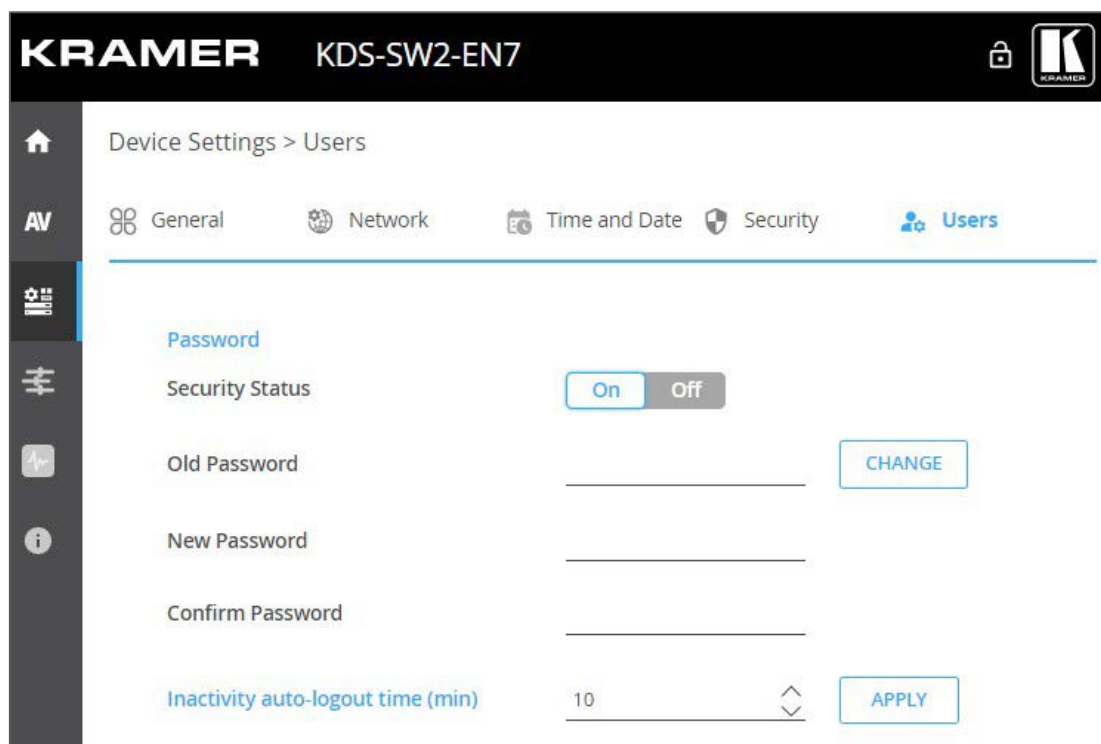 KRAMER KDS-SW2-EN7
KRAMER
Device Settings > Users
AV General Network Time and Date Security Users
Password
Security Status On Off
Old Password CHANGE
New Password
Confirm Password
Inactivity auto-logout time (min) 10 APPLY